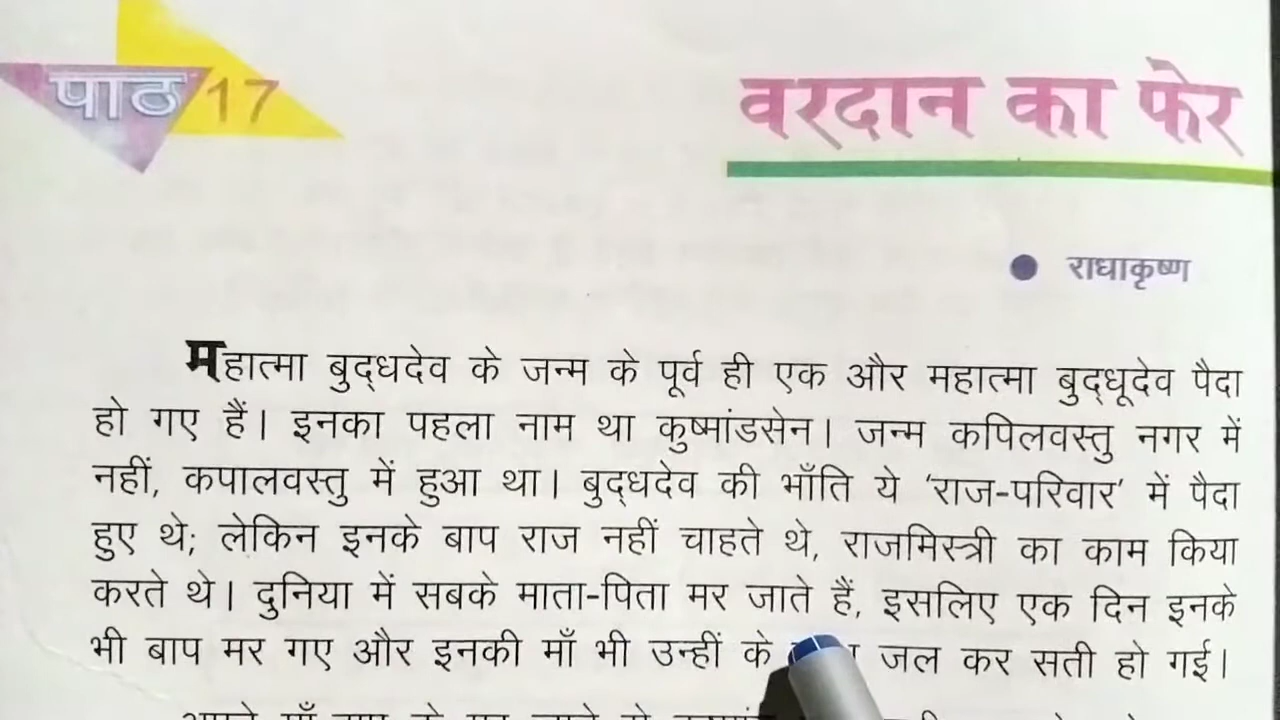 पाठ 17
वरदान का फेर
● राधाकृष्ण
महात्मा बुद्धदेव के जन्म के पूर्व ही एक और महात्मा बुद्धूदेव पैदा
हो गए हैं। इनका पहला नाम था कुष्मांडसेन। जन्म कपिलवस्तु नगर में
नहीं, कपालवस्तु में हुआ था। बुद्धदेव की भाँति ये ‘राज-परिवार’ में पैदा
हुए थे; लेकिन इनके बाप राज नहीं चाहते थे, राजमिस्त्री का काम किया
करते थे। दुनिया में सबके माता-पिता मर जाते हैं, इसलिए एक दिन इनके
भी बाप मर गए और इनकी माँ भी उन्हीं के जल कर सती हो गई।